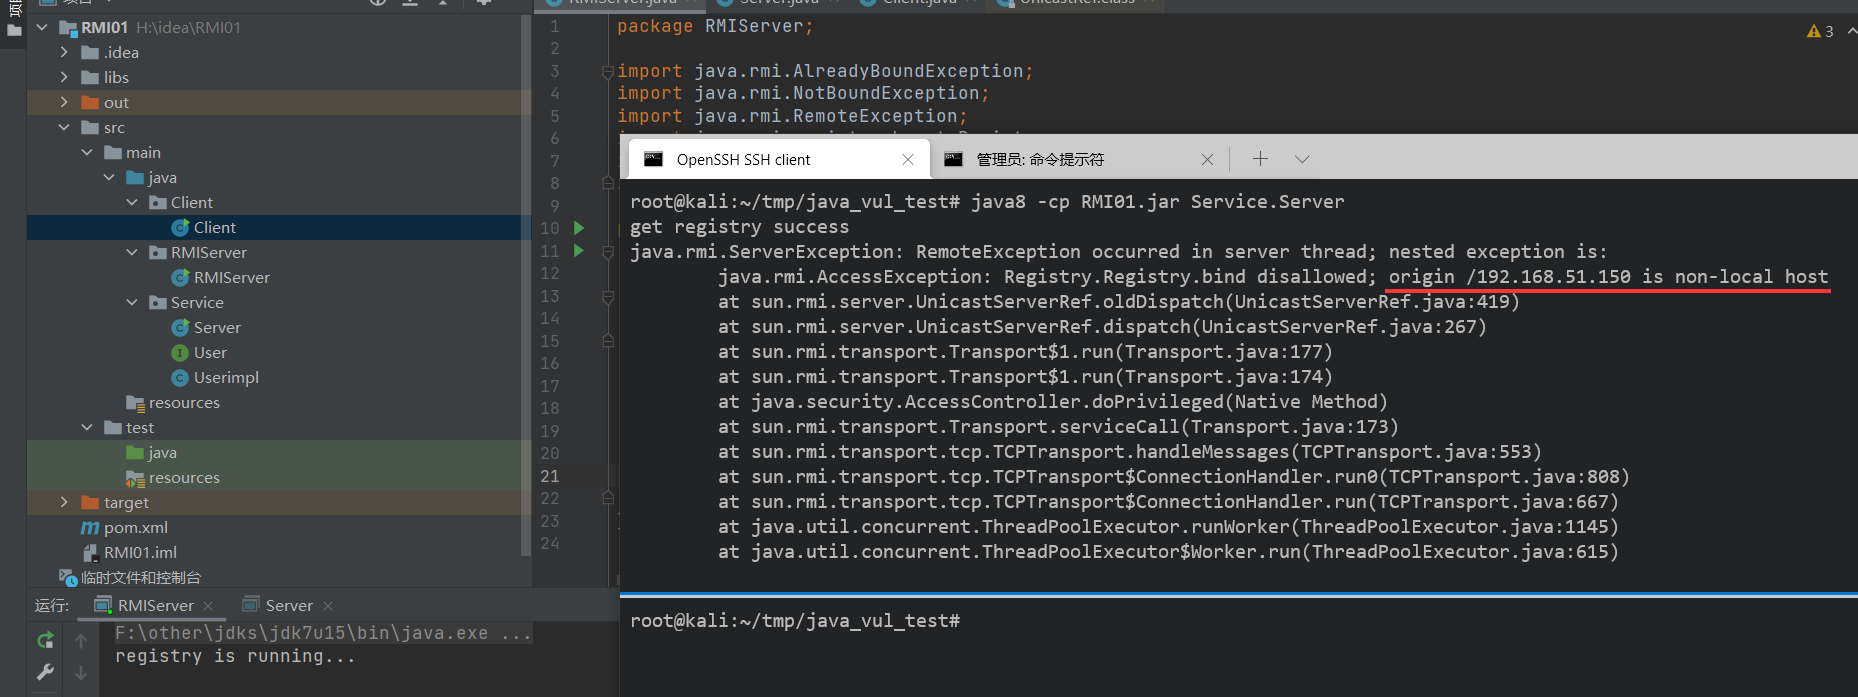 项目
RMIServer.java
Server.java
Client.java
UnicastRef.class
项目
RMI01 H:\idea\RMI01
.idea
libs
out
src
main
java
Client
Client
RMIServer
RMIServer
Service
Server
User
Userimpl
resources
test
java
resources
target
pom.xml
RMI01.iml
临时文件和控制台
1 package RMIServer;
2
3 import java.rmi.AlreadyBoundException;
4 import java.rmi.NotBoundException;
5 import java.rmi.RemoteException;
6
7
8
9
10
11
12
13
14
15
16
17
18
19
20
21
22
23
24
3
OpenSSH SSH client
管理员: 命令提示符
root@kali:~/tmp/java_vul_test# java8 -cp RMI01.jar Service.Server
get registry success
java.rmi.ServerException: RemoteException occurred in server thread; nested exception is:
java.rmi.AccessException: Registry.Registry.bind disallowed; origin /192.168.51.150 is non-local host
at sun.rmi.server.UnicastServerRef.oldDispatch(UnicastServerRef.java:419)
at sun.rmi.server.UnicastServerRef.dispatch(UnicastServerRef.java:267)
at sun.rmi.transport.Transport$1.run(Transport.java:177)
at sun.rmi.transport.Transport$1.run(Transport.java:174)
at java.security.AccessController.doPrivileged(Native Method)
at sun.rmi.transport.Transport.serviceCall(Transport.java:173)
at sun.rmi.transport.tcp.TCPTransport.handleMessages(TCPTransport.java:553)
at sun.rmi.transport.tcp.TCPTransport$ConnectionHandler.run0(TCPTransport.java:808)
at sun.rmi.transport.tcp.TCPTransport$ConnectionHandler.run(TCPTransport.java:667)
at java.util.concurrent.ThreadPoolExecutor.runWorker(ThreadPoolExecutor.java:1145)
at java.util.concurrent.ThreadPoolExecutor$Worker.run(ThreadPoolExecutor.java:615)
root@kali:~/tmp/java_vul_test#
运行: RMIServer Server
F:\other\jdks\jdk7u15\bin\java.exe ...
registry is running...